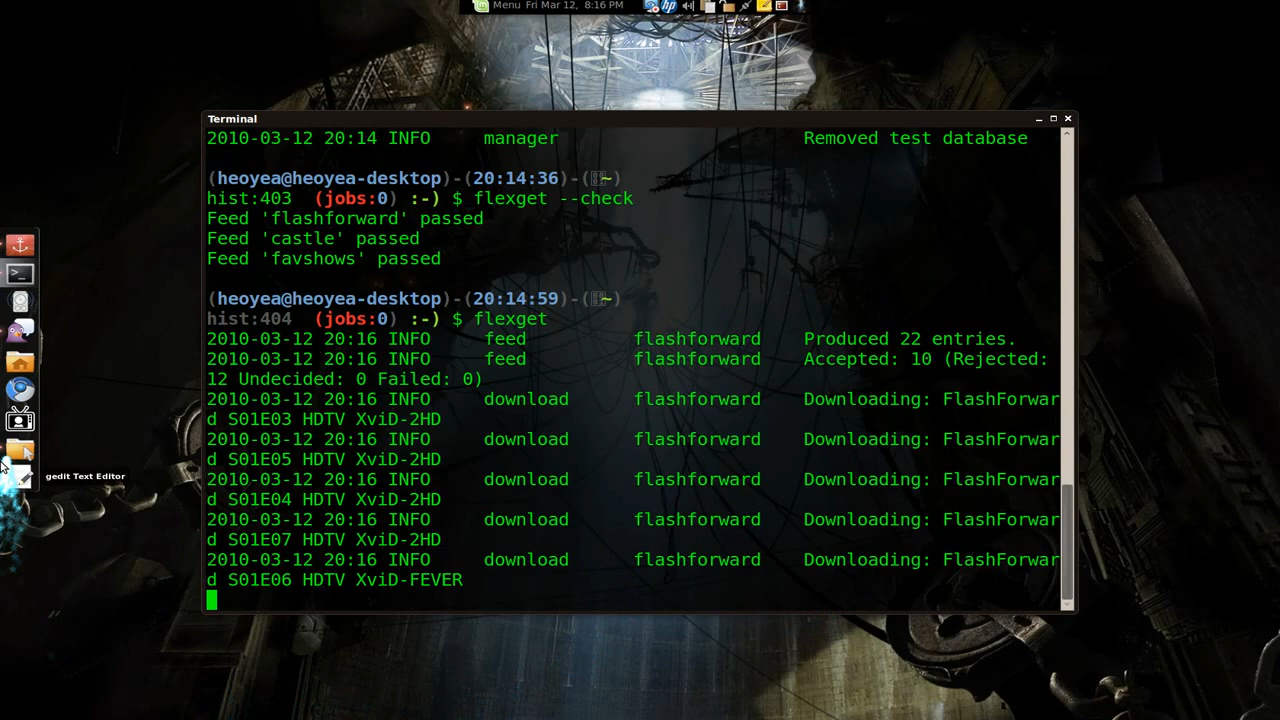 Menu Fri Mar 12, 8:16 PM
hp
Terminal
2010-03-12 20:14 INFO     manager                       Removed test database
(heoyea@heoyea-desktop)-(20:14:36)-(~)
hist:403  (jobs:0) :-) $ flexget --check
Feed 'flashforward' passed
Feed 'castle' passed
Feed 'favshows' passed
(heoyea@heoyea-desktop)-(20:14:59)-(~)
hist:404  (jobs:0) :-) $ flexget
2010-03-12 20:16 INFO     feed          flashforward    Produced 22 entries.
2010-03-12 20:16 INFO     feed          flashforward    Accepted: 10 (Rejected:
12 Undecided: 0 Failed: 0)
2010-03-12 20:16 INFO     download      flashforward    Downloading: FlashForwar
d S01E03 HDTV XviD-2HD
2010-03-12 20:16 INFO     download      flashforward    Downloading: FlashForwar
d S01E05 HDTV XviD-2HD
2010-03-12 20:16 INFO     download      flashforward    Downloading: FlashForwar
d S01E04 HDTV XviD-2HD
2010-03-12 20:16 INFO     download      flashforward    Downloading: FlashForwar
d S01E07 HDTV XviD-2HD
2010-03-12 20:16 INFO     download      flashforward    Downloading: FlashForwar
d S01E06 HDTV XviD-FEVER
gedit Text Editor